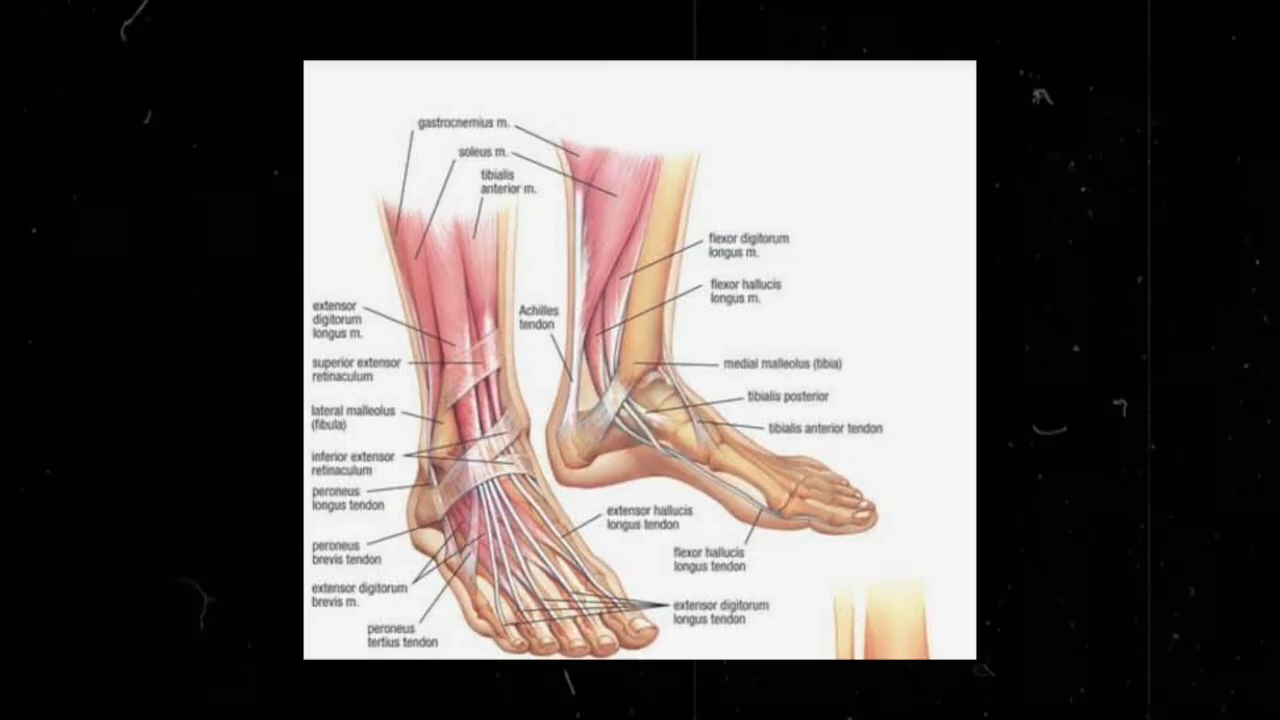 gastrocnemius m.
soleus m.
tibialis
anterior m.
flexor digitorum
longus m.
flexor hallucis
longus m.
extensor
digitorum
longus m.
Achilles
tendon
superior extensor
retinaculum
medial malleolus (tibia)
tibialis posterior
lateral malleolus
(fibula)
tibialis anterior tendon
inferior extensor
retinaculum
peroneus
longus tendon
extensor hallucis
longus tendon
peroneus
brevis tendon
flexor hallucis
longus tendon
extensor digitorum
brevis m.
extensor digitorum
longus tendon
peroneus
tertius tendon